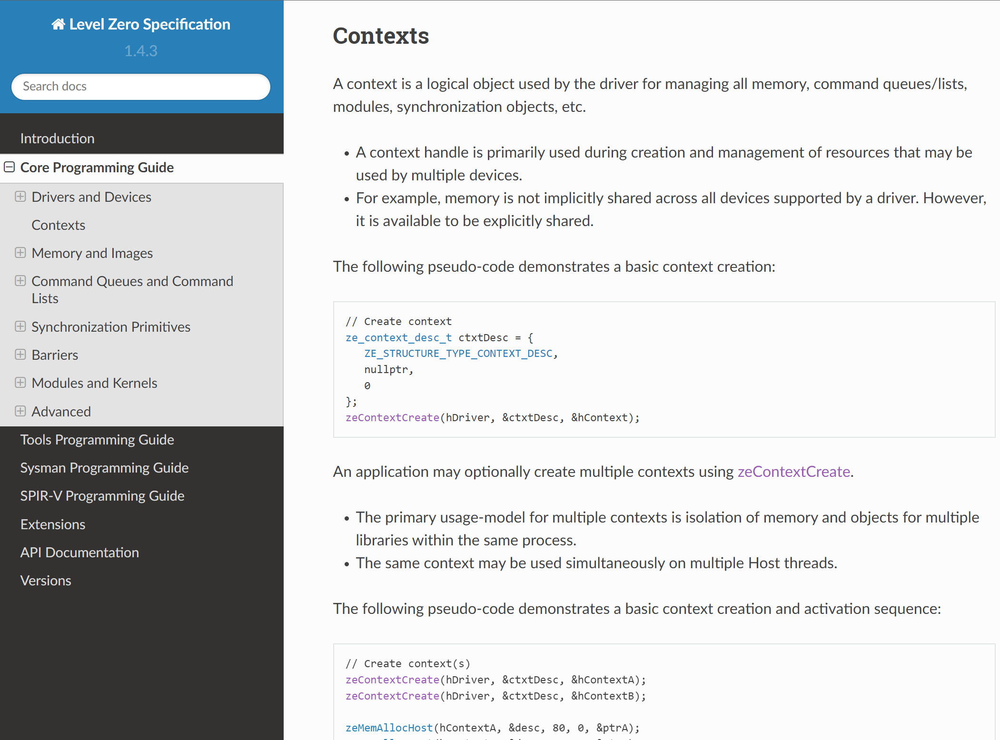 Level Zero Specification
1.4.3
Search docs
Introduction
Core Programming Guide
Drivers and Devices
Contexts
Memory and Images
Command Queues and Command
Lists
Synchronization Primitives
Barriers
Modules and Kernels
Advanced
Tools Programming Guide
Sysman Programming Guide
SPIR-V Programming Guide
Extensions
API Documentation
Versions
Contexts
A context is a logical object used by the driver for managing all memory, command queues/lists,
modules, synchronization objects, etc.
• A context handle is primarily used during creation and management of resources that may be
used by multiple devices.
• For example, memory is not implicitly shared across all devices supported by a driver. However,
it is available to be explicitly shared.
The following pseudo-code demonstrates a basic context creation:
// Create context
ze_context_desc_t ctxtDesc = {
ZE_STRUCTURE_TYPE_CONTEXT_DESC,
nullptr,
0
};
zeContextCreate(hDriver, &ctxtDesc, &hContext);
An application may optionally create multiple contexts using zeContextCreate.
• The primary usage-model for multiple contexts is isolation of memory and objects for multiple
libraries within the same process.
• The same context may be used simultaneously on multiple Host threads.
The following pseudo-code demonstrates a basic context creation and activation sequence:
// Create context(s)
zeContextCreate(hDriver, &ctxtDesc, &hContextA);
zeContextCreate(hDriver, &ctxtDesc, &hContextB);
zeMemAllocHost(hContextA, &desc, 80, 0, &ptrA);